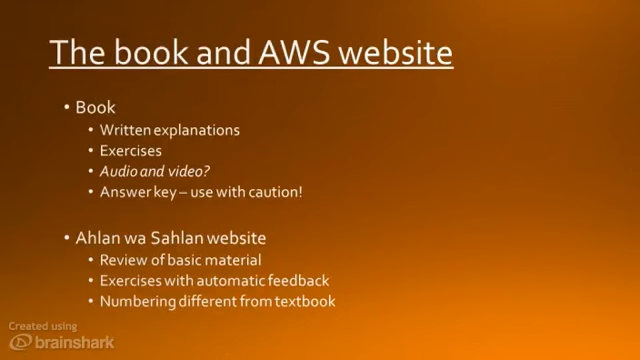 The book and AWS website
• Book
• Written explanations
• Exercises
• Audio and video?
• Answer key – use with caution!
• Ahlan wa Sahlan website
• Review of basic material
• Exercises with automatic feedback
• Numbering different from textbook
Created using
brainshark